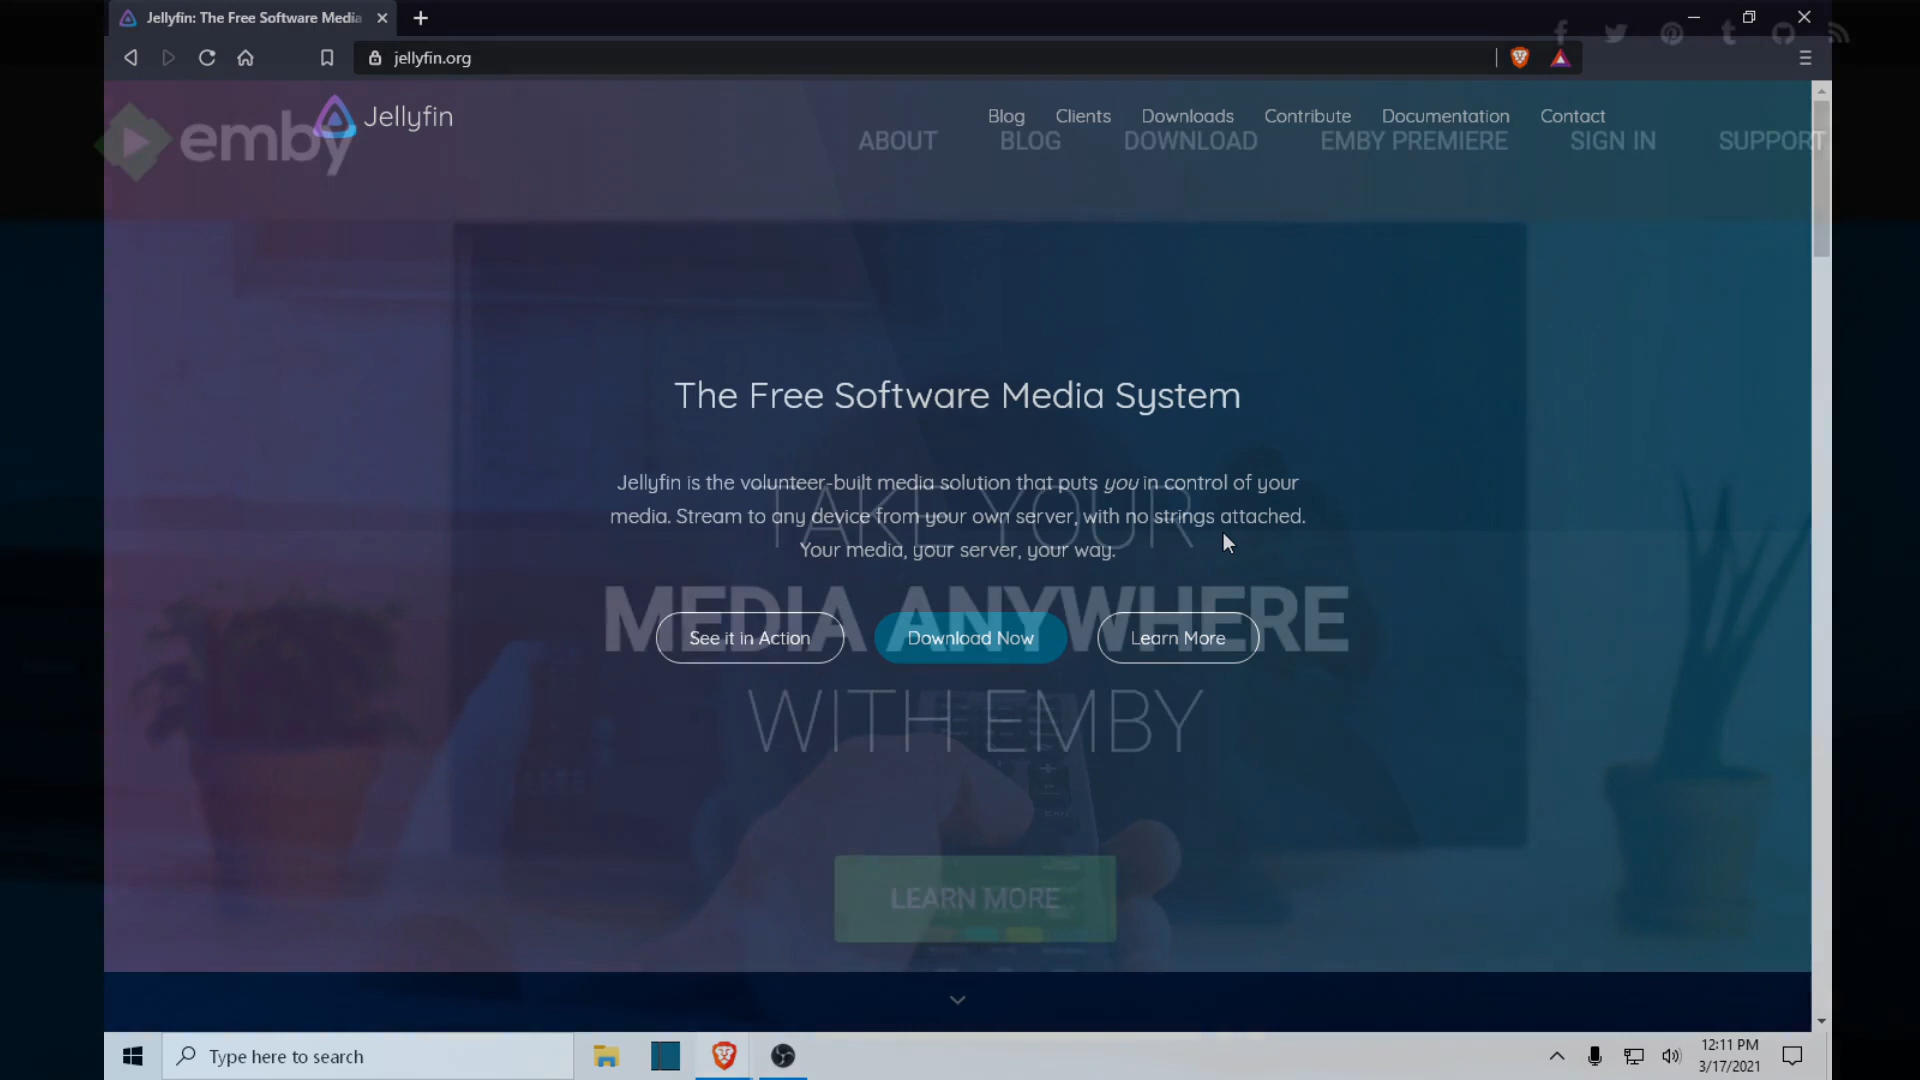 Jellyfin: The Free Software Media
jellyfin.org
Jellyfin
Blog Clients Downloads Contribute Documentation Contact
emby
ABOUT BLOG DOWNLOAD EMBY PREMIERE SIGN IN SUPPORT
The Free Software Media System
Jellyfin is the volunteer-built media solution that puts you in control of your
media. Stream to any device from your own server, with no strings attached.
Your media, your server, your way.
TAKE YOUR
MEDIA ANYWHERE
WITH EMBY
See it in Action Download Now Learn More
LEARN MORE
Type here to search
12:11 PM
3/17/2021